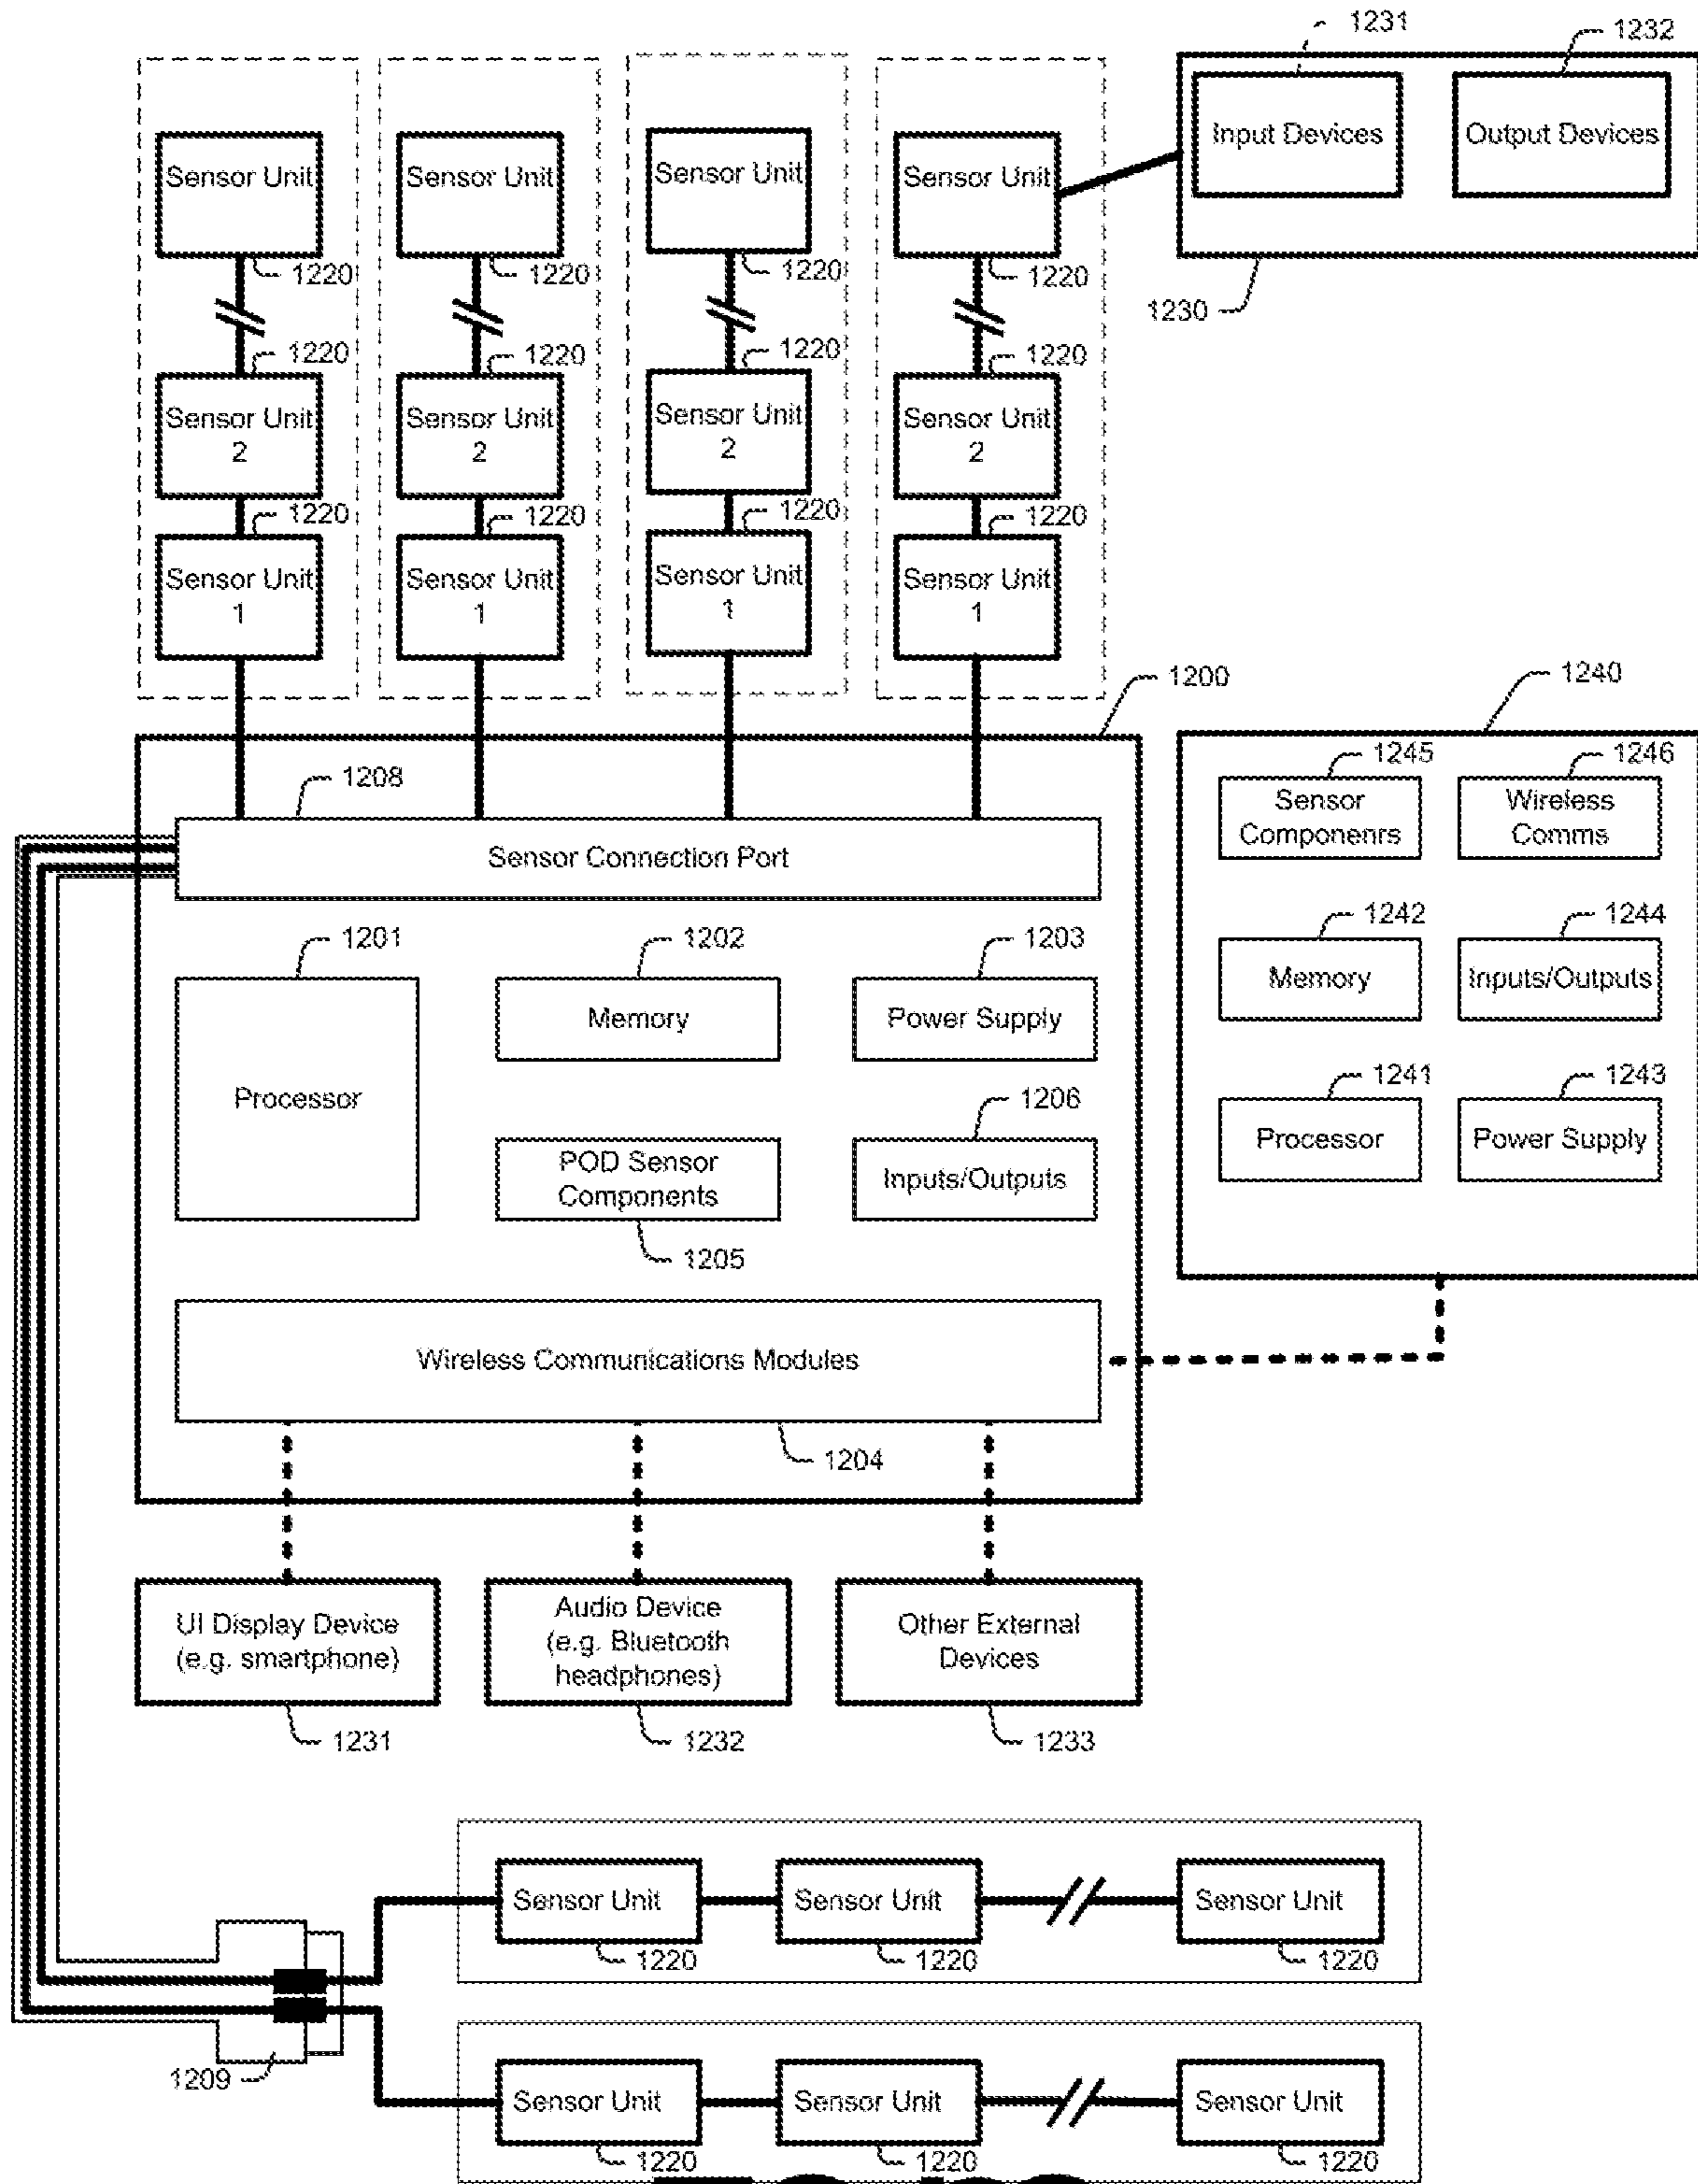 1231
1232
Input Devices
Output Devices
Sensor Unit
Sensor Unit
Sensor Unit
Sensor Unit
1220
1220
1220
1220
1230
1220
1220
1220
1220
Sensor Unit
2
Sensor Unit
2
Sensor Unit
2
Sensor Unit
2
1220
1220
1220
1220
Sensor Unit
1
Sensor Unit
1
Sensor Unit
1
Sensor Unit
1
1200
1240
1208
Sensor Connection Port
1245
1246
Sensor
Componenrs
Wireless
Comms
1201
1202
1203
1242
1244
Memory
Power Supply
Memory
Inputs/Outputs
Processor
1206
1241
1243
POD Sensor
Components
Inputs/Outputs
Processor
Power Supply
1205
Wireless Communications Modules
1204
UI Display Device
(e.g. smartphone)
Audio Device
(e.g. Bluetooth
headphones)
Other External
Devices
1231
1232
1233
Sensor Unit
Sensor Unit
Sensor Unit
1220
1220
1220
1209
Sensor Unit
Sensor Unit
Sensor Unit
1220
1220
1220